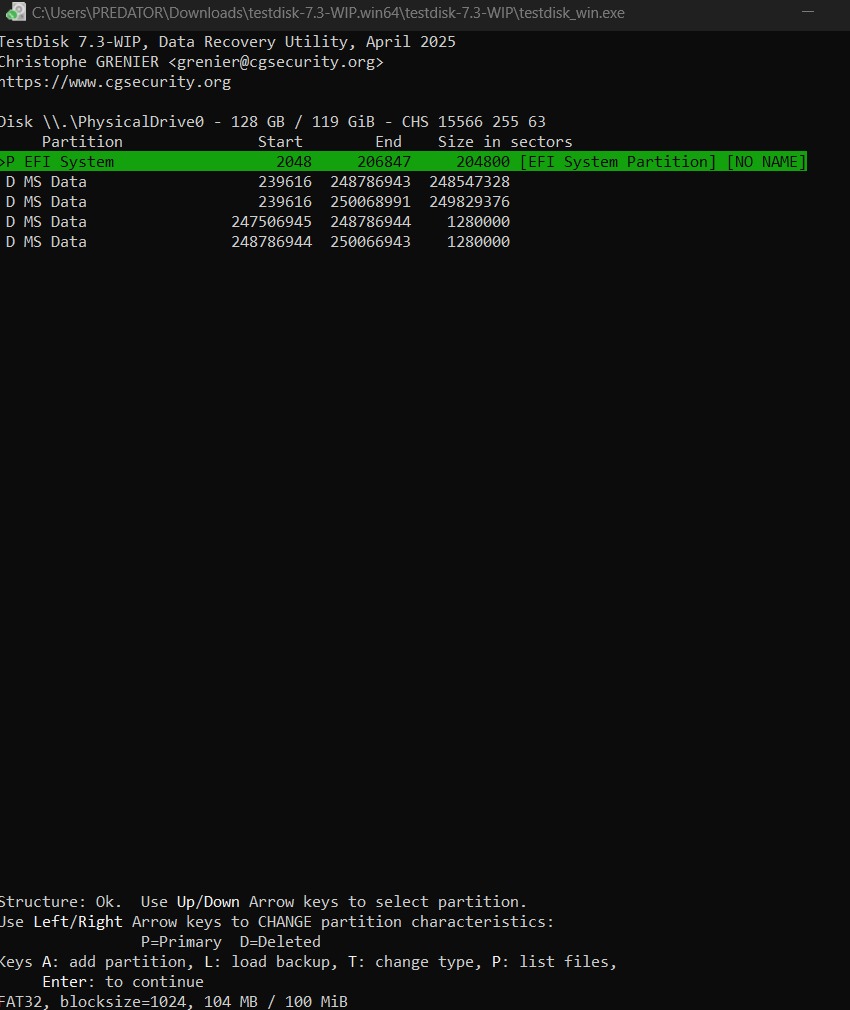 C:\Users\PREDATOR\Downloads\testdisk-7.3-WIP.win64\testdisk-7.3-WIP\testdisk_win.exe
TestDisk 7.3-WIP, Data Recovery Utility, April 2025
Christophe GRENIER <grenier@cgsecurity.org>
https://www.cgsecurity.org
Disk \\.\PhysicalDrive0 - 128 GB / 119 GiB - CHS 15566 255 63
     Partition               Start        End    Size in sectors
>P EFI System                  2048     206847     204800 [EFI System Partition] [NO NAME]
 D MS Data                   239616  248786943  248547328
 D MS Data                   239616  250068991  249829376
 D MS Data                247506945  248786944    1280000
 D MS Data                248786944  250066943    1280000
Structure: Ok.  Use Up/Down Arrow keys to select partition.
Use Left/Right Arrow keys to CHANGE partition characteristics:
                P=Primary  D=Deleted
Keys A: add partition, L: load backup, T: change type, P: list files,
     Enter: to continue
FAT32, blocksize=1024, 104 MB / 100 MiB